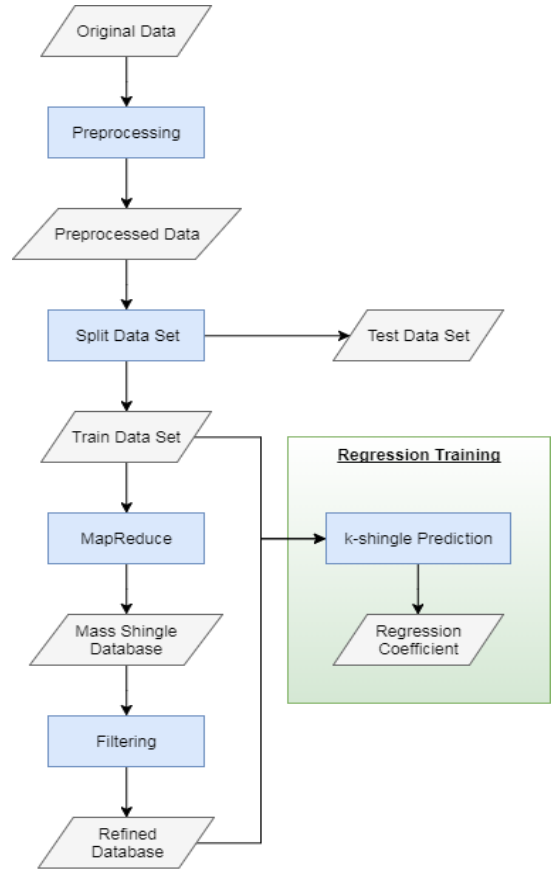 Original Data
Preprocessing
Preprocessed Data
Split Data Set
Test Data Set
Train Data Set
Regression Training
MapReduce
k-shingle Prediction
Mass Shingle
Database
Regression
Coefficient
Filtering
Refined
Database